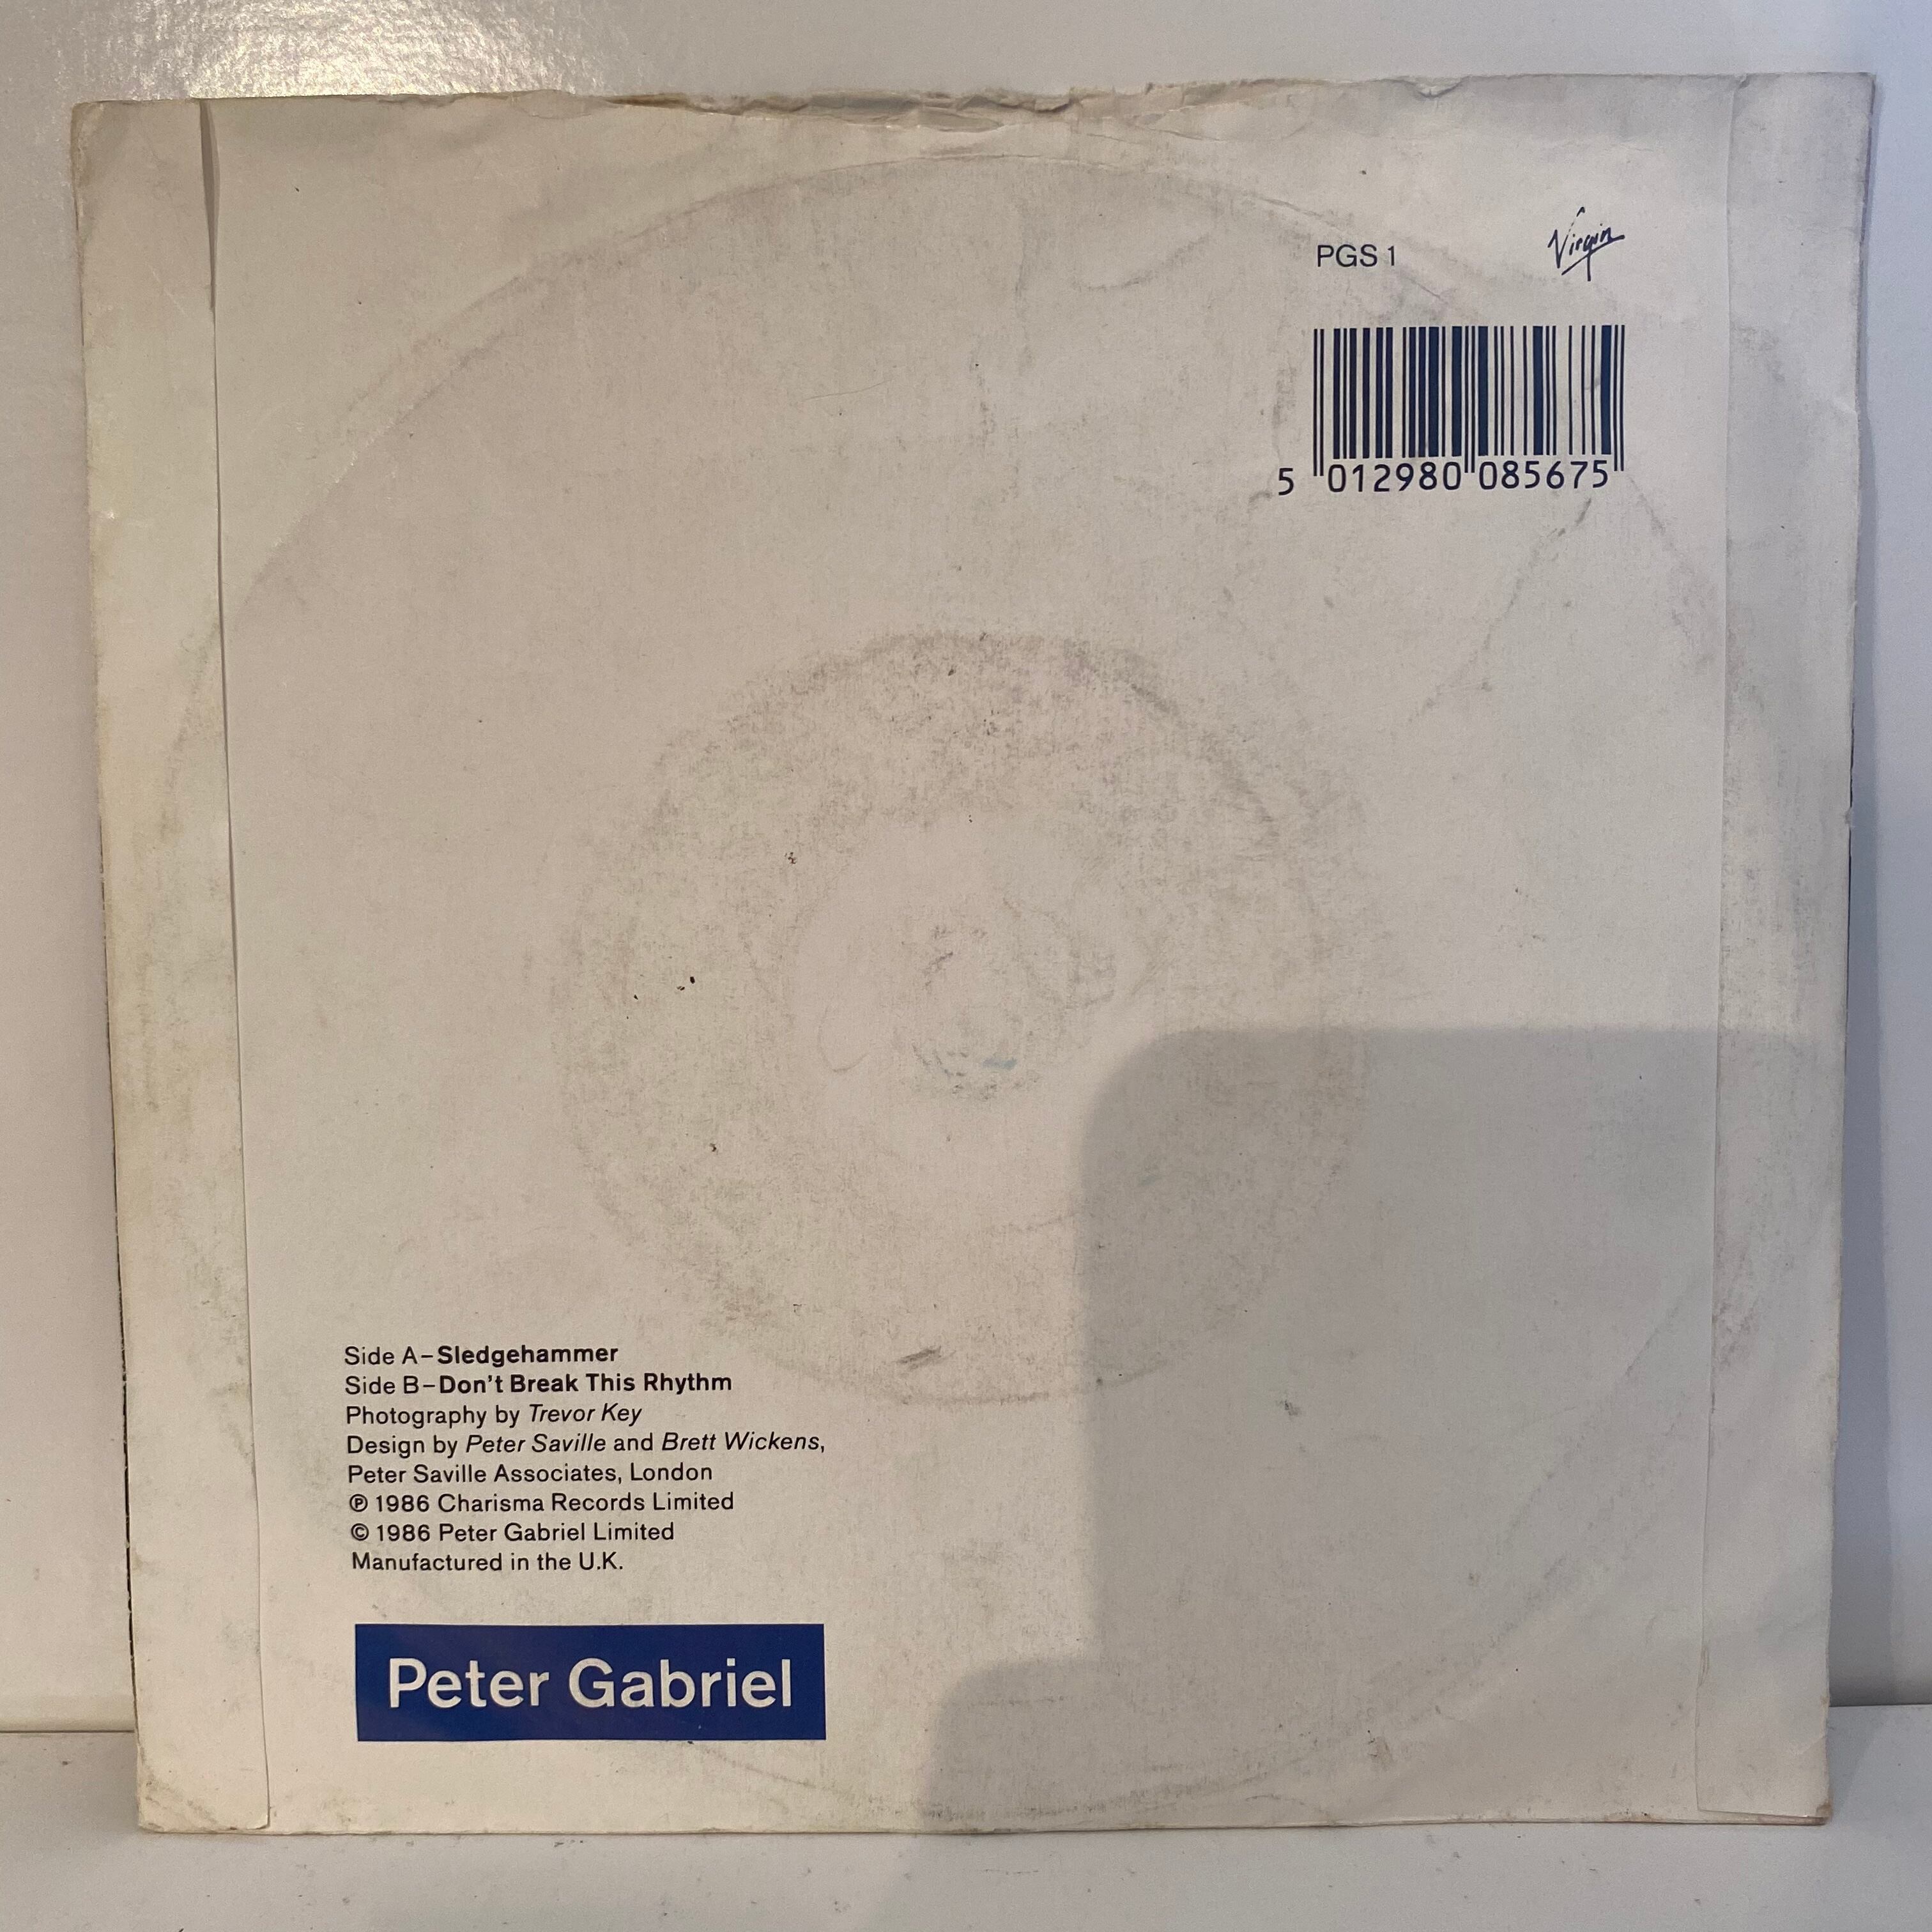 PGS 1
Virgin
5 012980 085675
Side A–Sledgehammer
Side B–Don't Break This Rhythm
Photography by Trevor Key
Design by Peter Saville and Brett Wickens,
Peter Saville Associates, London
℗ 1986 Charisma Records Limited
© 1986 Peter Gabriel Limited
Manufactured in the U.K.
Peter Gabriel